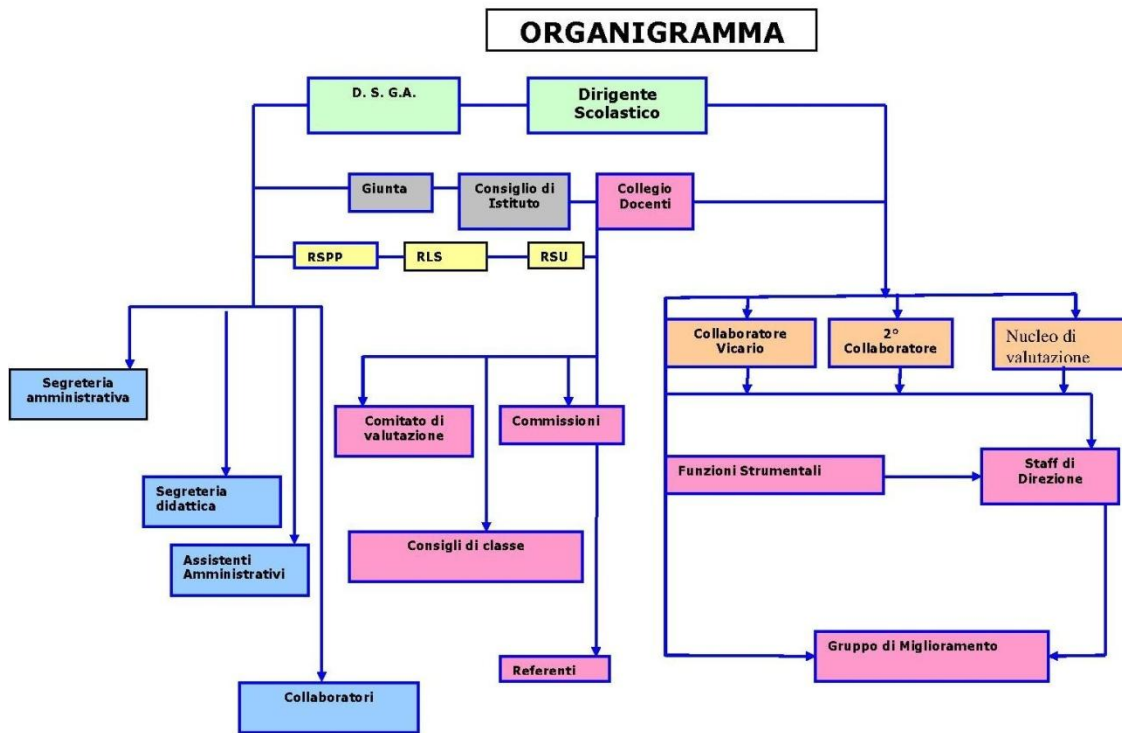 ORGANIGRAMMA
D. S. G.A.
Dirigente
Scolastico
Giunta
Consiglio di
Istituto
Collegio
Docenti
RSPP
RLS
RSU
Collaboratore
Vicario
2°
Collaboratore
Nucleo di
valutazione
Segreteria
amministrativa
Comitato di
valutazione
Commissioni
Funzioni Strumentali
Staff di
Direzione
Segreteria
didattica
Consigli di classe
Assistenti
Amministrativi
Gruppo di Miglioramento
Referenti
Collaboratori